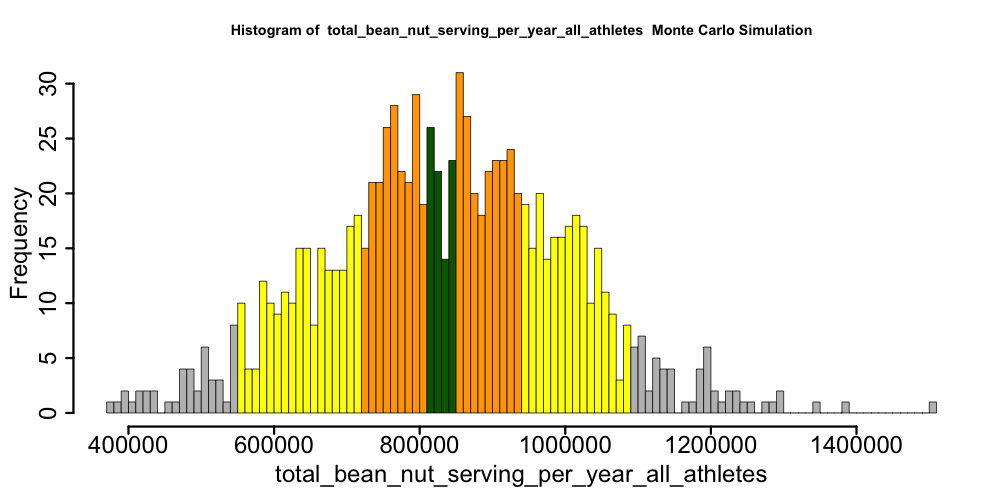 Histogram of  total_bean_nut_serving_per_year_all_athletes  Monte Carlo Simulation
30
25
20
15
10
5
0
Frequency
400000 600000 800000 1000000 1200000 1400000
total_bean_nut_serving_per_year_all_athletes